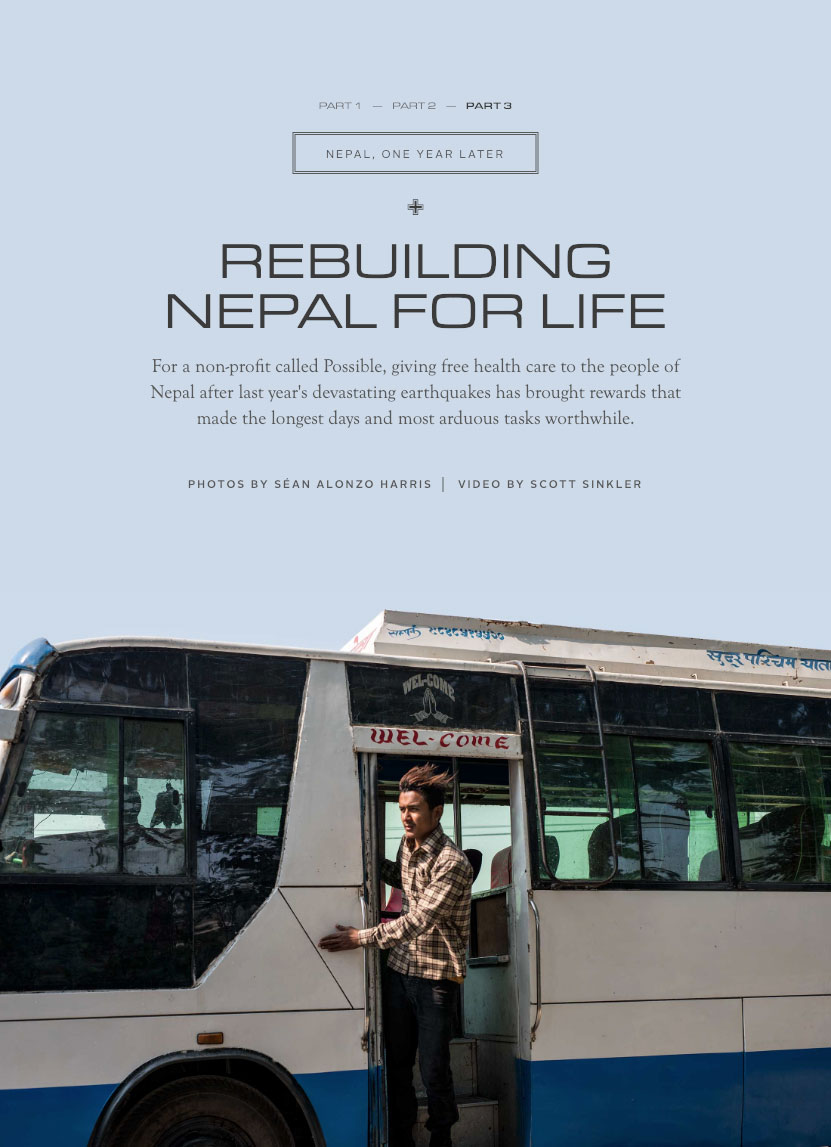 PART 1 — PART 2 — PART 3
NEPAL, ONE YEAR LATER
REBUILDING
NEPAL FOR LIFE
For a non-profit called Possible, giving free health care to the people of
Nepal after last year's devastating earthquakes has brought rewards that
made the longest days and most arduous tasks worthwhile.
PHOTOS BY SÉAN ALONZO HARRIS | VIDEO BY SCOTT SINKLER
सम्पर्क
सुदूर पश्चिम याता
WEL-COME
WEL-COME